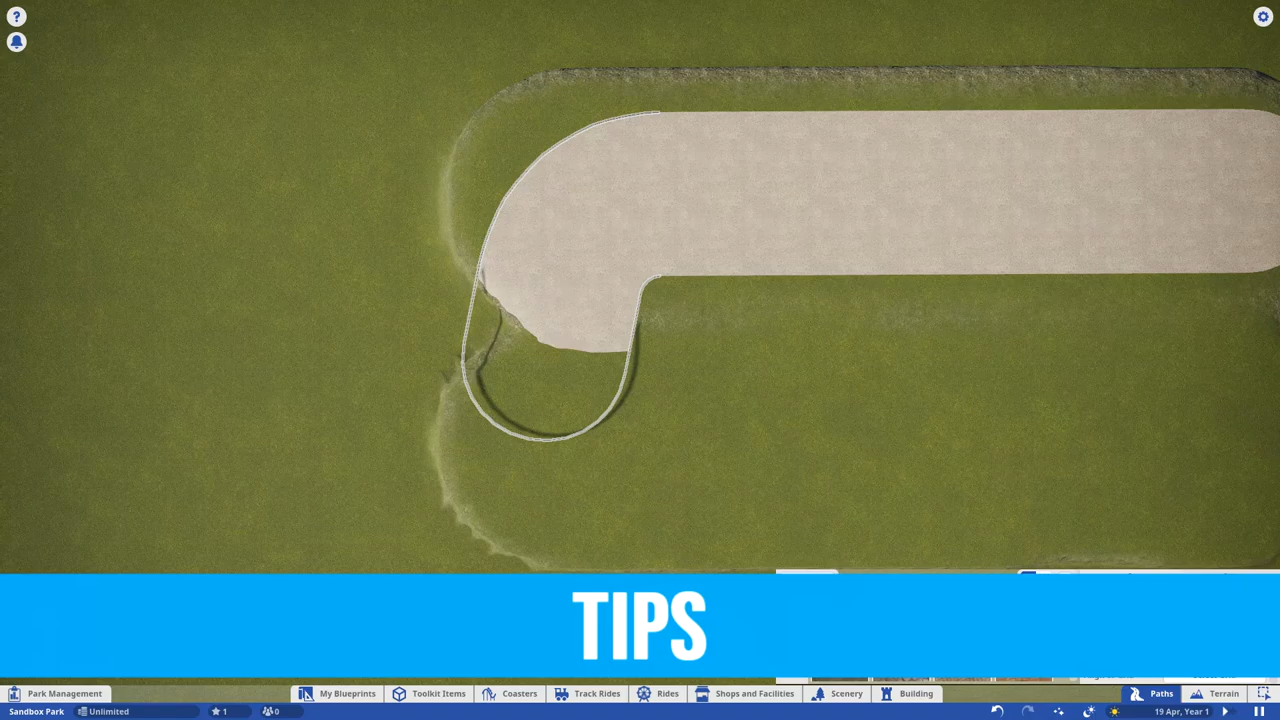 ?
TIPS
Park Management
My Blueprints
Toolkit Items
Coasters
Track Rides
Rides
Shops and Facilities
Scenery
Building
Paths
Terrain
Sandbox Park
Unlimited
1
0
19 Apr, Year 1